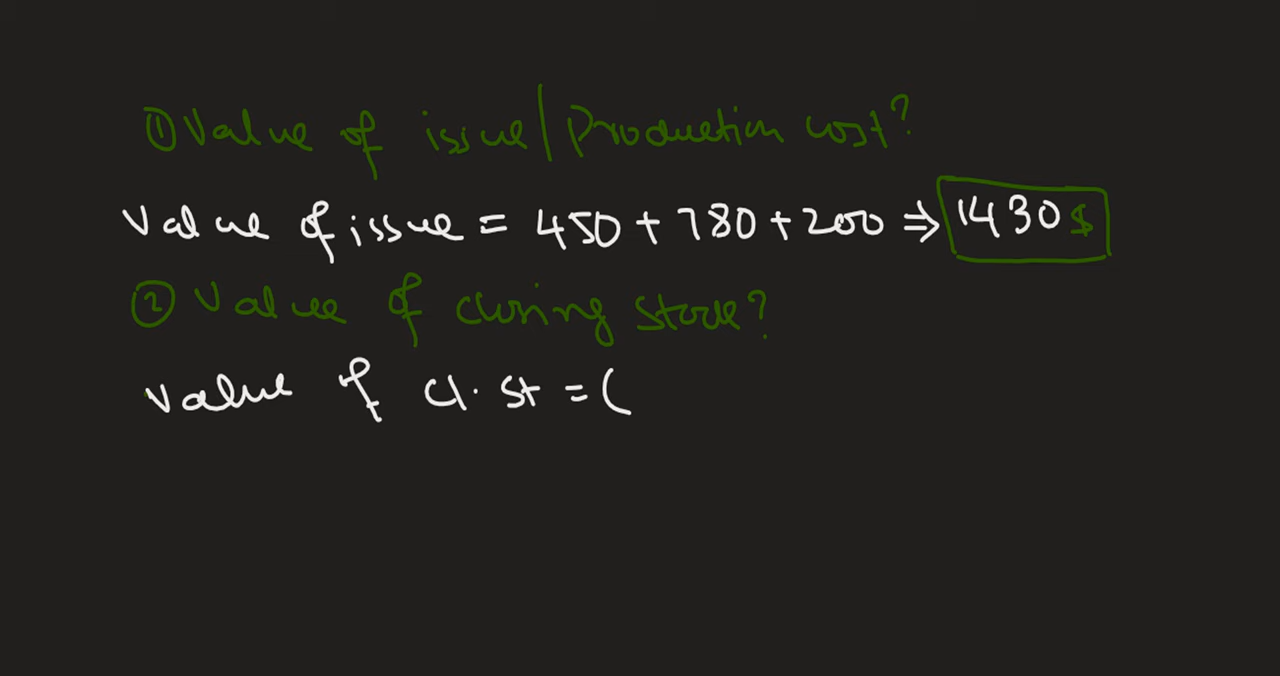 ① Value of issue/Production cost?
Value of issue = 450 + 780 + 200 ⇒ 1430$
② Value of closing stock?
Value of cl. st = (